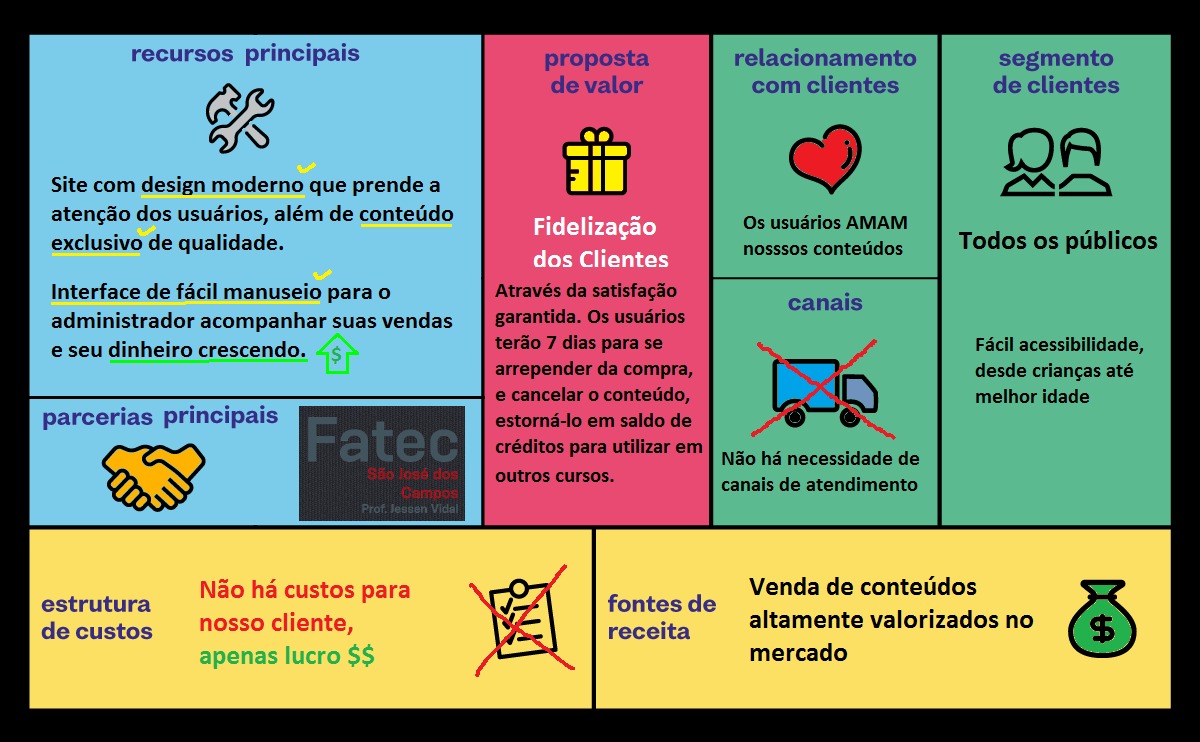 recursos principais
Site com design moderno que prende a
atenção dos usuários, além de conteúdo
exclusivo de qualidade.
Interface de fácil manuseio para o
administrador acompanhar suas vendas
e seu dinheiro crescendo.
$
parcerias principais
Fatec
São José dos
Campos
Prof. Jessen Vidal
proposta
de valor
Fidelização
dos Clientes
Através da satisfação
garantida. Os usuários
terão 7 dias para se
arrepender da compra,
e cancelar o conteúdo,
estorná-lo em saldo de
créditos para utilizar em
outros cursos.
relacionamento
com clientes
Os usuários AMAM
nosssos conteúdos
canais
Não há necessidade de
canais de atendimento
segmento
de clientes
Todos os públicos
Fácil acessibilidade,
desde crianças até
melhor idade
estrutura
de custos
Não há custos para
nosso cliente,
apenas lucro $$
fontes de
receita
Venda de conteúdos
altamente valorizados no
mercado
$